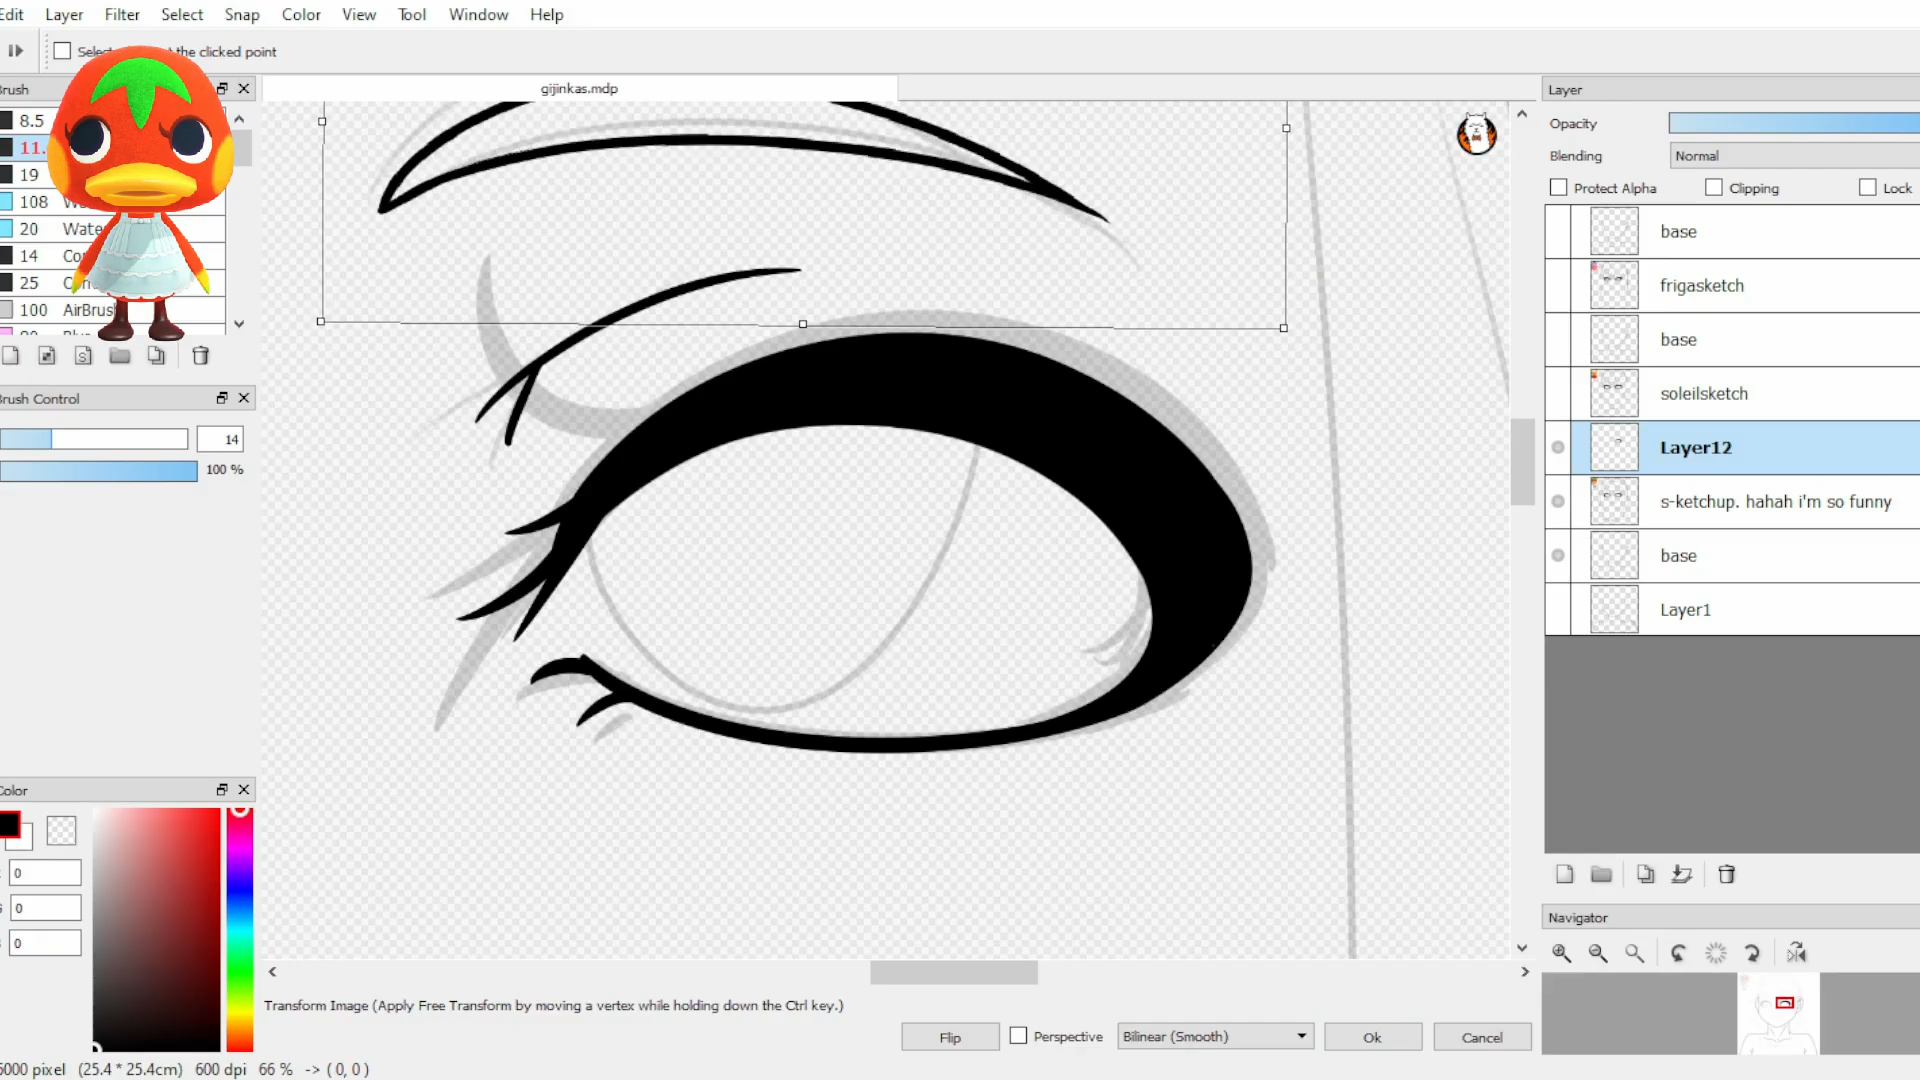 Edit Layer Filter Select Snap Color View Tool Window Help
the clicked point
Brush
gijinkas.mdp
Layer
8.5
11.
19
108
20 Wate
14
25
100 AirBrus
Opacity
Blending Normal
Protect Alpha Clipping Lock
base
frigasketch
base
soleilsketch
Layer12
s-ketchup. hahah i'm so funny
base
Layer1
Brush Control
14
100 %
Color
0
0
0
Navigator
Transform Image (Apply Free Transform by moving a vertex while holding down the Ctrl key.)
Flip Perspective Bilinear (Smooth) Ok Cancel
5000 pixel (25.4 * 25.4cm) 600 dpi 66 % -> ( 0, 0 )